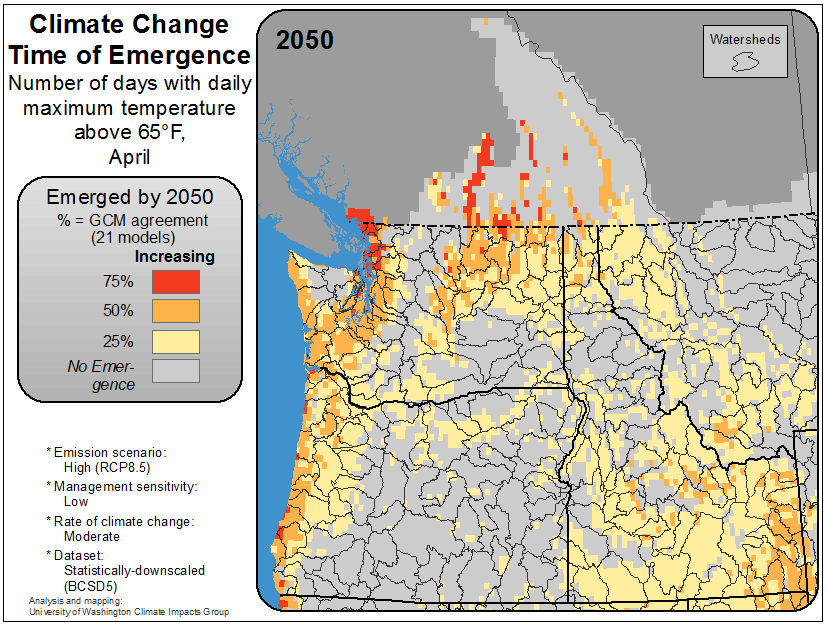 Climate Change
Time of Emergence
Number of days with daily
maximum temperature
above 65°F,
April
Emerged by 2050
% = GCM agreement
(21 models)
Increasing
75%
50%
25%
No Emer-
gence
* Emission scenario:
High (RCP8.5)
* Management sensitivity:
Low
* Rate of climate change:
Moderate
* Dataset:
Statistically-downscaled
(BCSD5)
Analysis and mapping:
University of Washington Climate Impacts Group
2050
Watersheds